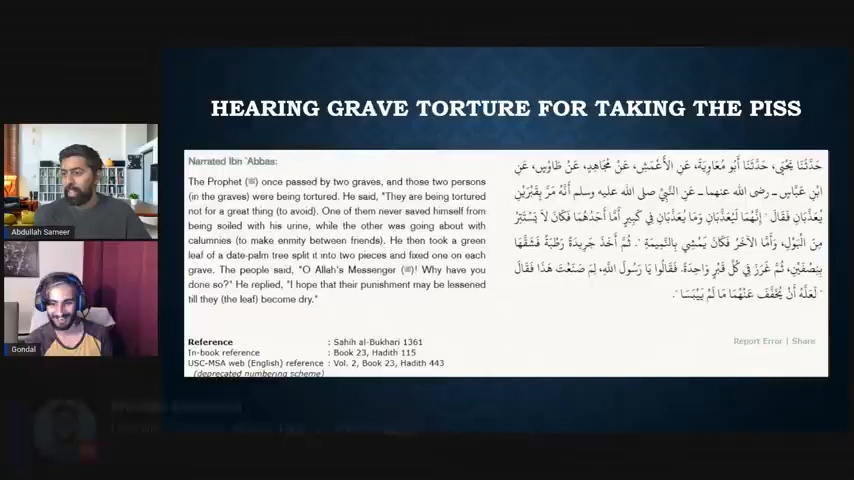 HEARING GRAVE TORTURE FOR TAKING THE PISS
Narrated Ibn `Abbas:
The Prophet (ﷺ) once passed by two graves, and those two persons
(in the graves) were being tortured. He said, "They are being tortured
not for a great thing (to avoid). One of them never saved himself from
being soiled with his urine, while the other was going about with
calumnies (to make enmity between friends). He then took a green
leaf of a date-palm tree split it into two pieces and fixed one on each
grave. The people said, "O Allah's Messenger (ﷺ)! Why have you
done so?" He replied, "I hope that their punishment may be lessened
till they (the leaf) become dry."
حَدَّثَنَا يَحْيَى، حَدَّثَنَا أَبُو مُعَاوِيَةَ، عَنِ الأَعْمَشِ، عَنْ مُجَاهِدٍ، عَنْ طَاوُسٍ، عَنِ
ابْنِ عَبَّاسٍ ـ رضى الله عنهما ـ عَنِ النَّبِيِّ صلى الله عليه وسلم أَنَّهُ مَرَّ بِقَبْرَيْنِ
يُعَذَّبَانِ فَقَالَ " إِنَّهُمَا لَيُعَذَّبَانِ وَمَا يُعَذَّبَانِ فِي كَبِيرٍ أَمَّا أَحَدُهُمَا فَكَانَ لاَ يَسْتَتِرُ
مِنَ الْبَوْلِ، وَأَمَّا الآخَرُ فَكَانَ يَمْشِي بِالنَّمِيمَةِ ". ثُمَّ أَخَذَ جَرِيدَةً رَطْبَةً فَشَقَّهَا
بِنِصْفَيْنِ، ثُمَّ غَرَزَ فِي كُلِّ قَبْرٍ وَاحِدَةً. فَقَالُوا يَا رَسُولَ اللَّهِ، لِمَ صَنَعْتَ هَذَا فَقَالَ
" لَعَلَّهُ أَنْ يُخَفَّفَ عَنْهُمَا مَا لَمْ يَيْبَسَا ".
Reference : Sahih al-Bukhari 1361
In-book reference : Book 23, Hadith 115
USC-MSA web (English) reference : Vol. 2, Book 23, Hadith 443
(deprecated numbering scheme)
Report Error | Share
Abdullah Sameer
Gondal